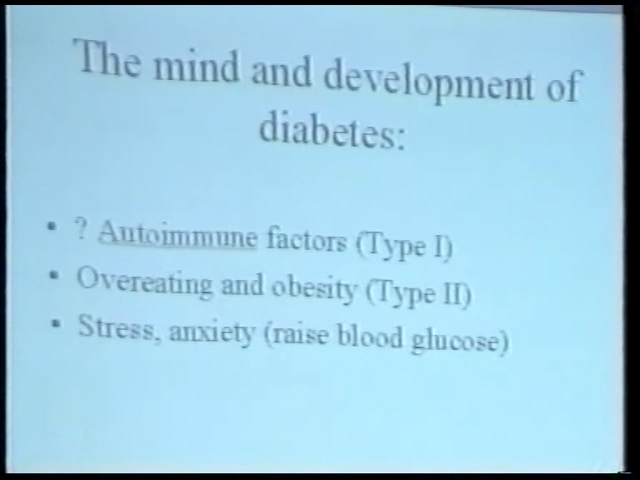 The mind and development of
diabetes:
• ? Autoimmune factors (Type I)
• Overeating and obesity (Type II)
• Stress, anxiety (raise blood glucose)